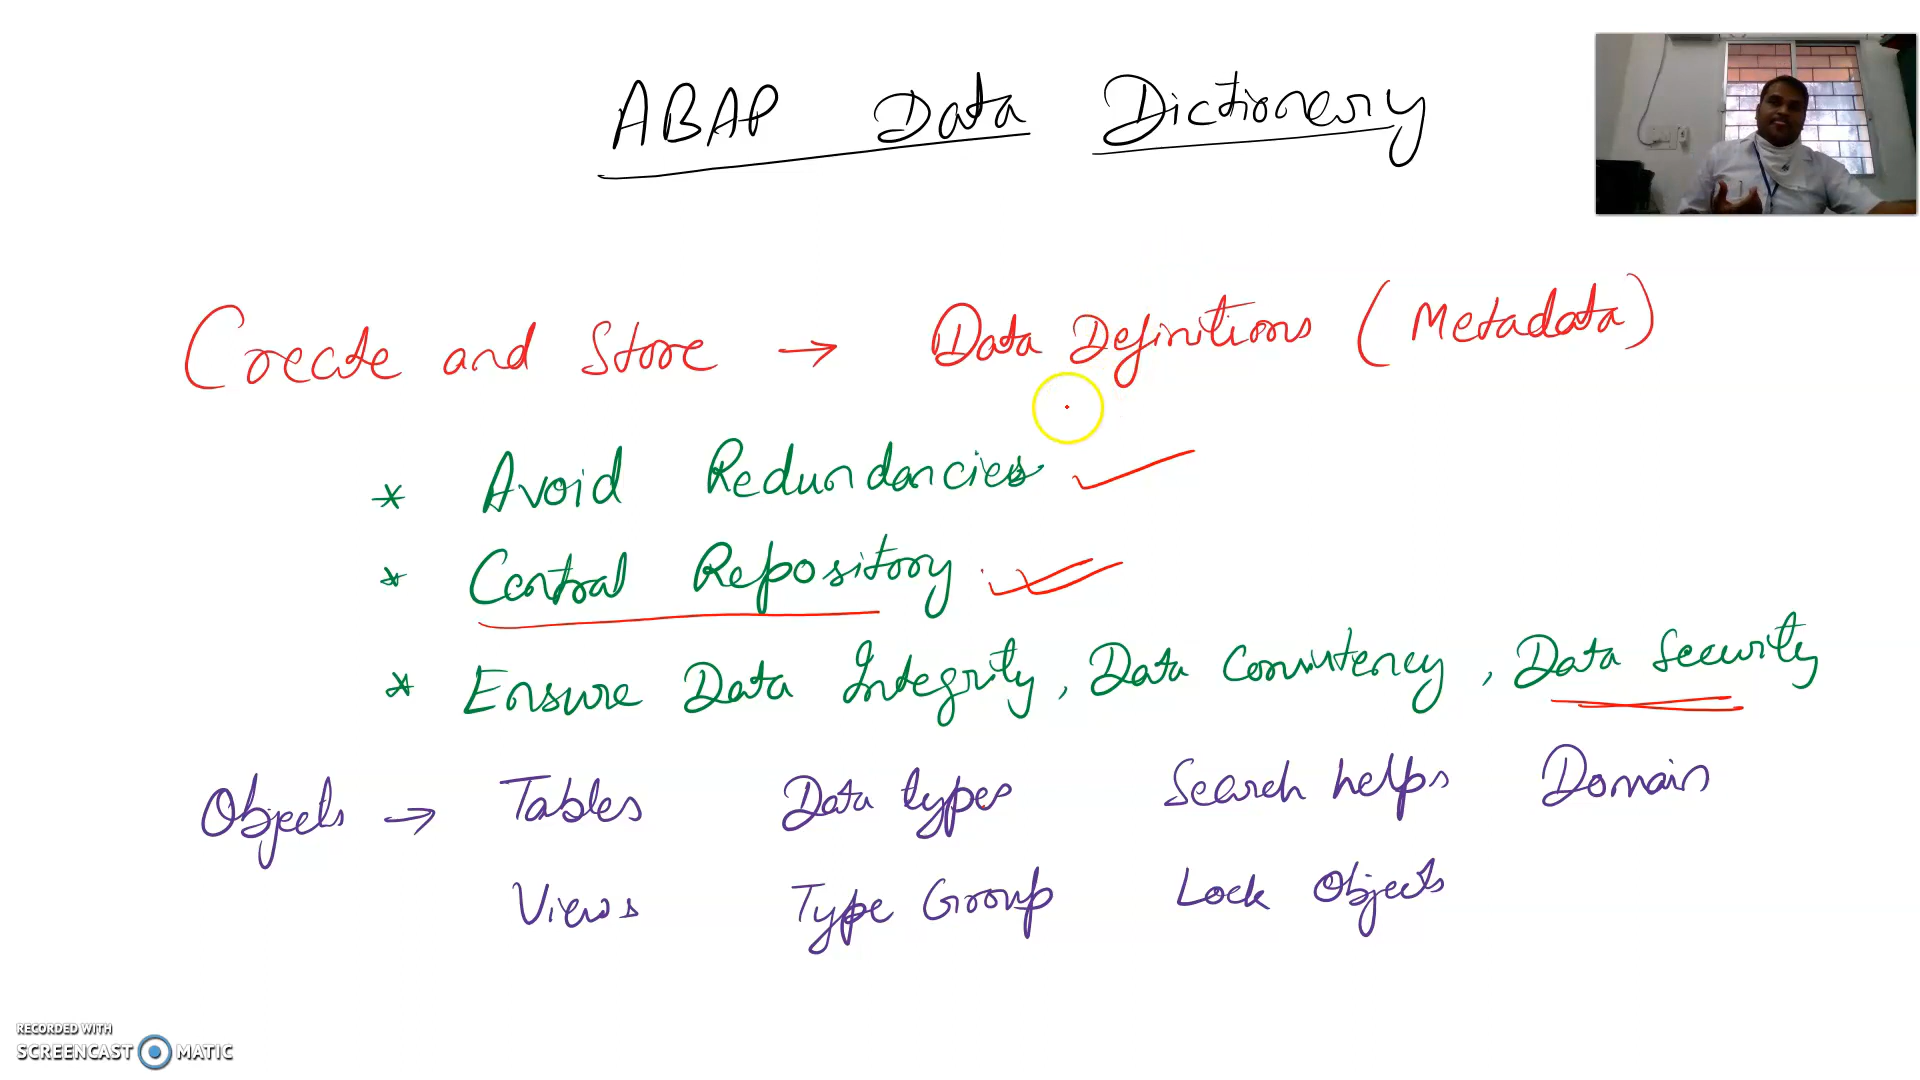 ABAP Data Dictionary
Create and Store → Data Definitions (Metadata)
* Avoid Redundancies ✓
* Central Repository ✓
* Ensure Data Integrity, Data Consistency, Data Security
Objects → Tables Data types Search helps Domain
Views Type Group Lock Objects
RECORDED WITH
SCREENCAST MATIC